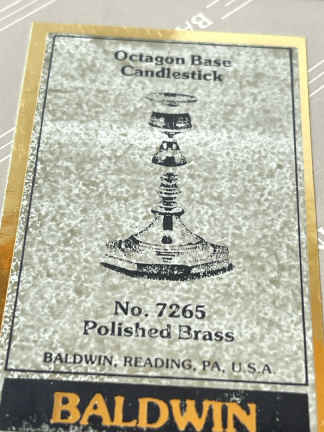 Octagon Base
Candlestick
No. 7265
Polished Brass
BALDWIN, READING, PA, U.S.A.
BALDWIN